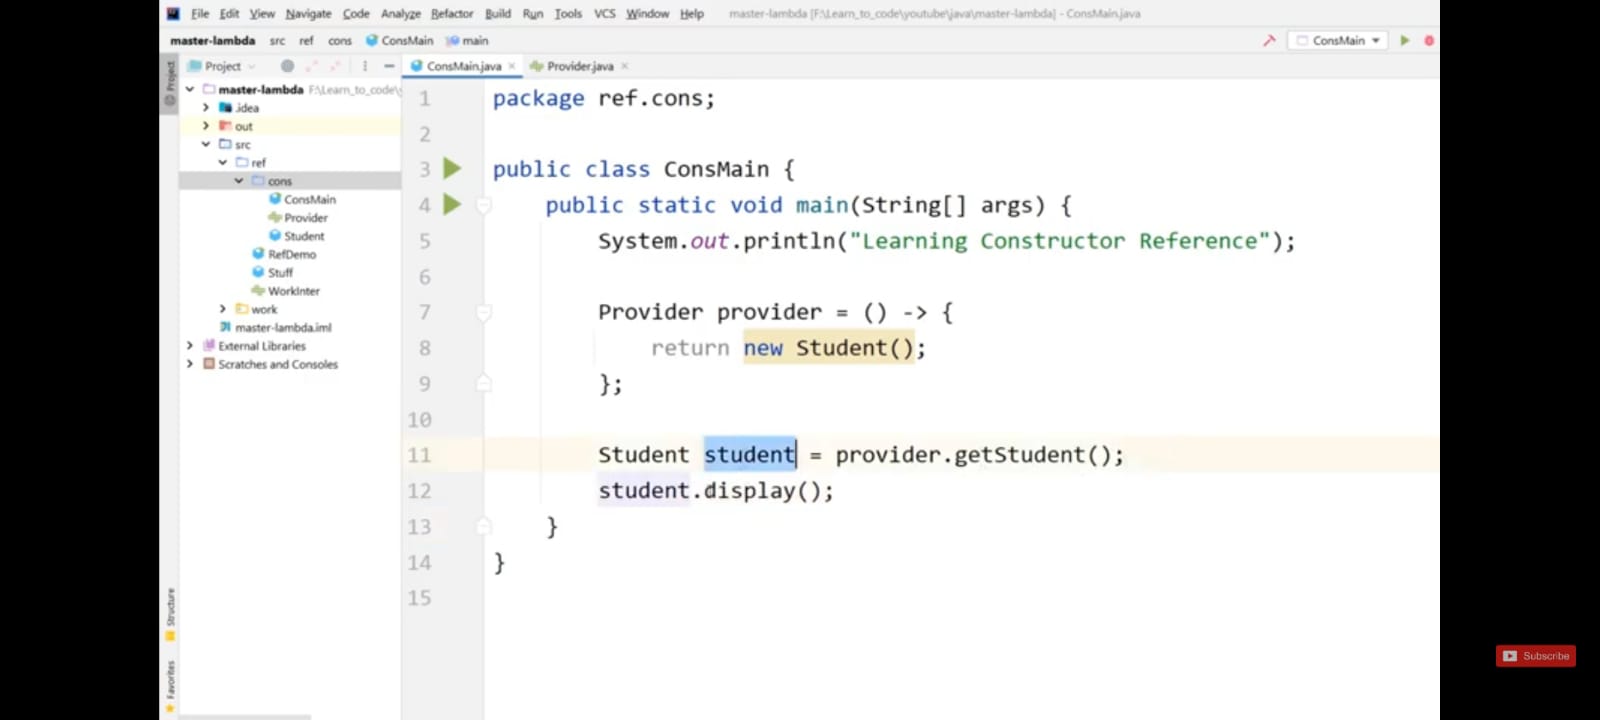 File Edit View Navigate Code Analyze Refactor Build Run Tools VCS Window Help master-lambda [F:\Learn_to_code\youtube\java\master-lambda] - ConsMain.java
master-lambda src ref cons ConsMain main ConsMain
Project ConsMain.java × Provider.java ×
Project
master-lambda F:\Learn_to_code\
.idea
out
src
ref
cons
ConsMain
Provider
Student
RefDemo
Stuff
WorkInter
work
master-lambda.iml
External Libraries
Scratches and Consoles
Structure
Favorites
1 package ref.cons;
2
3 public class ConsMain {
4 public static void main(String[] args) {
5 System.out.println("Learning Constructor Reference");
6
7 Provider provider = () -> {
8 return new Student();
9 };
10
11 Student student = provider.getStudent();
12 student.display();
13 }
14 }
15
Subscribe